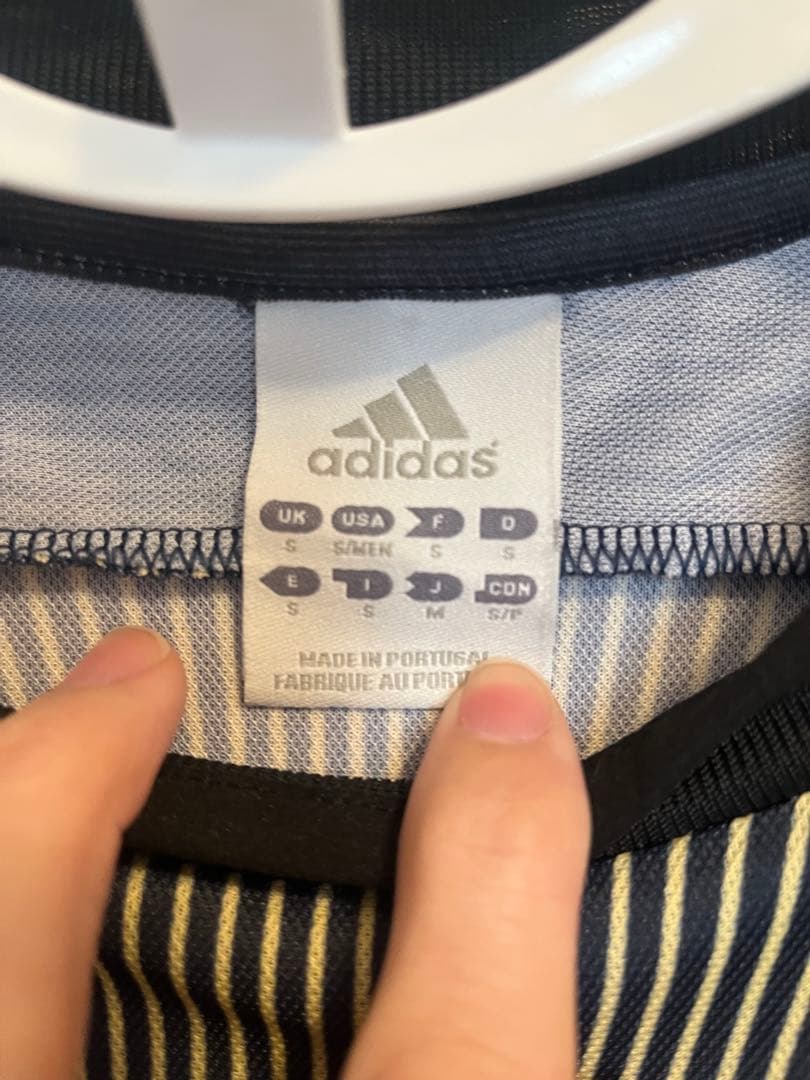 adidas
UK USA F D
S S/MEN S S
E I J CDN
S S M S/P
MADE IN PORTUGAL
FABRIQUE AU PORT